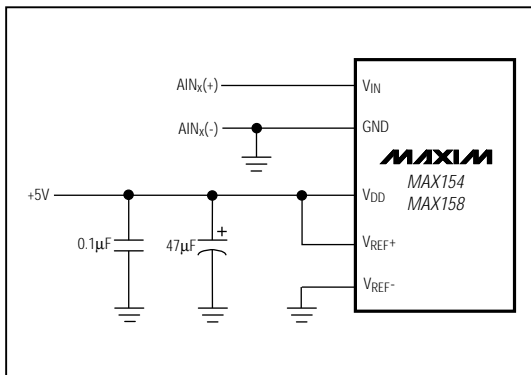 AINx(+)
VIN
AINx(-)
GND
MAXIM
MAX154
MAX158
+5V
VDD
0.1μF
47μF
+
VREF+
VREF-